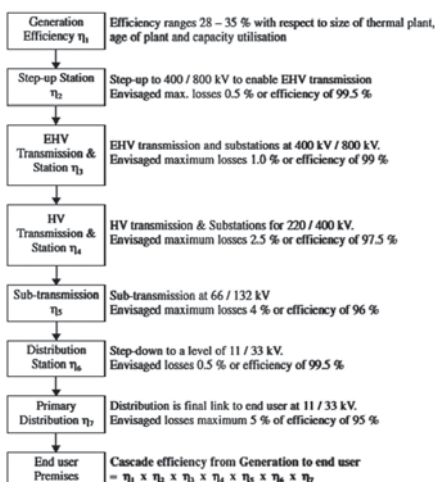 Generation
Efficiency η1
Efficiency ranges 28 – 35 % with respect to size of thermal plant,
age of plant and capacity utilisation
Step-up Station
η2
Step-up to 400 / 800 kV to enable EHV transmission
Envisaged max. losses 0.5 % or efficiency of 99.5 %
EHV
Transmission &
Station η3
EHV transmission and substations at 400 kV / 800 kV.
Envisaged maximum losses 1.0 % or efficiency of 99 %
HV
Transmission &
Station η4
HV transmission & Substations for 220 / 400 kV.
Envisaged maximum losses 2.5 % or efficiency of 97.5 %
Sub-transmission
η5
Sub-transmission at 66 / 132 kV
Envisaged maximum losses 4 % or efficiency of 96 %
Distribution
Station η6
Step-down to a level of 11 / 33 kV.
Envisaged losses 0.5 % or efficiency of 99.5 %
Primary
Distribution η7
Distribution is final link to end user at 11 / 33 kV.
Envisaged losses maximum 5 % of efficiency of 95 %
End user
Premises
Cascade efficiency from Generation to end user
= η1 x η2 x η3 x η4 x η5 x η6 x η7